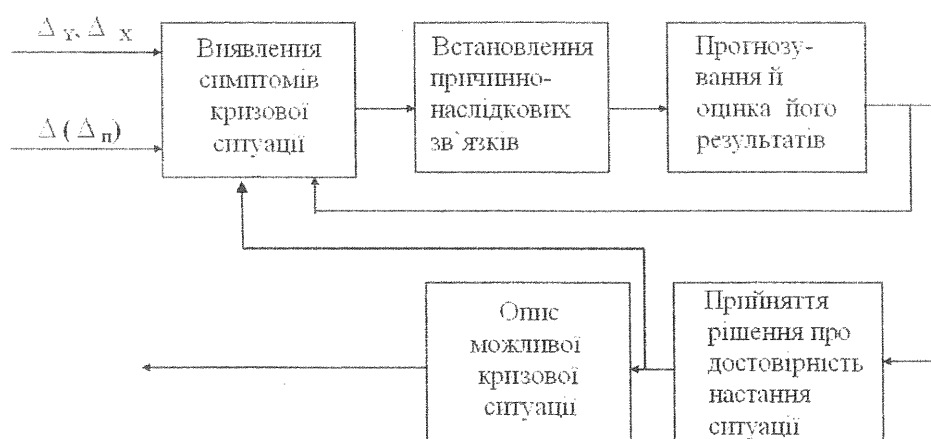 Δ Y, Δ X
Δ ( Δ п)
Виявлення
симптомів
кризової
ситуації
Встановлення
причинно-
наслідкових
зв`язків
Прогнозу-
вання й
оцінка його
результатів
Опис
можливої
кризової
ситуації
Прийняття
рішення про
достовірність
настання
ситуації